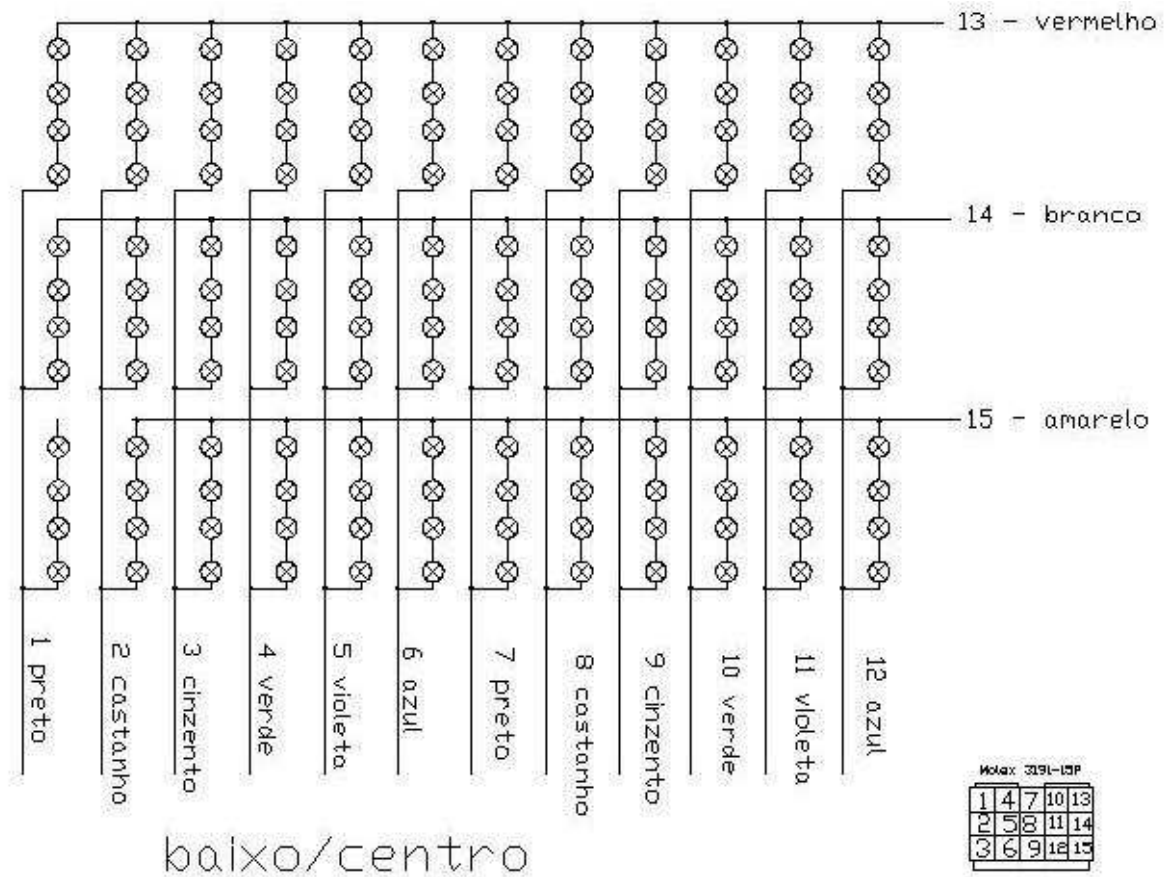 13 - vermelho
14 - branco
15 - amarelo
1 preto
2 castanho
3 cinzento
4 verde
5 violeta
6 azul
7 preto
8 castanho
9 cinzento
10 verde
11 violeta
12 azul
baixo/centro
Molex 3191-15P
1 4 7 10 13
2 5 8 11 14
3 6 9 12 15